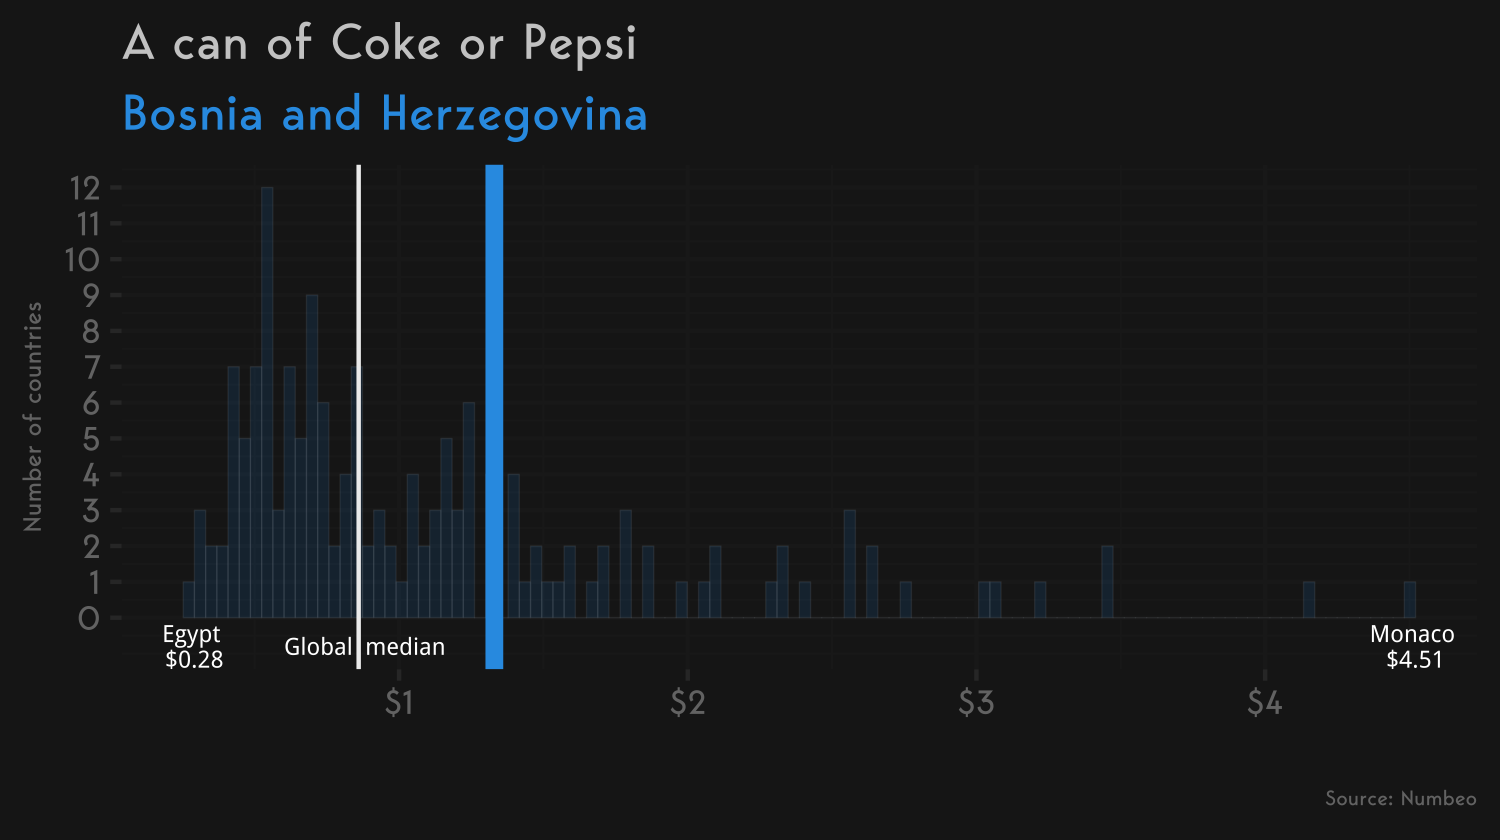 A can of Coke or Pepsi
Bosnia and Herzegovina
Number of countries
12
11
10
9
8
7
6
5
4
3
2
1
0
Egypt
$0.28
Global median
Monaco
$4.51
$1
$2
$3
$4
Source: Numbeo